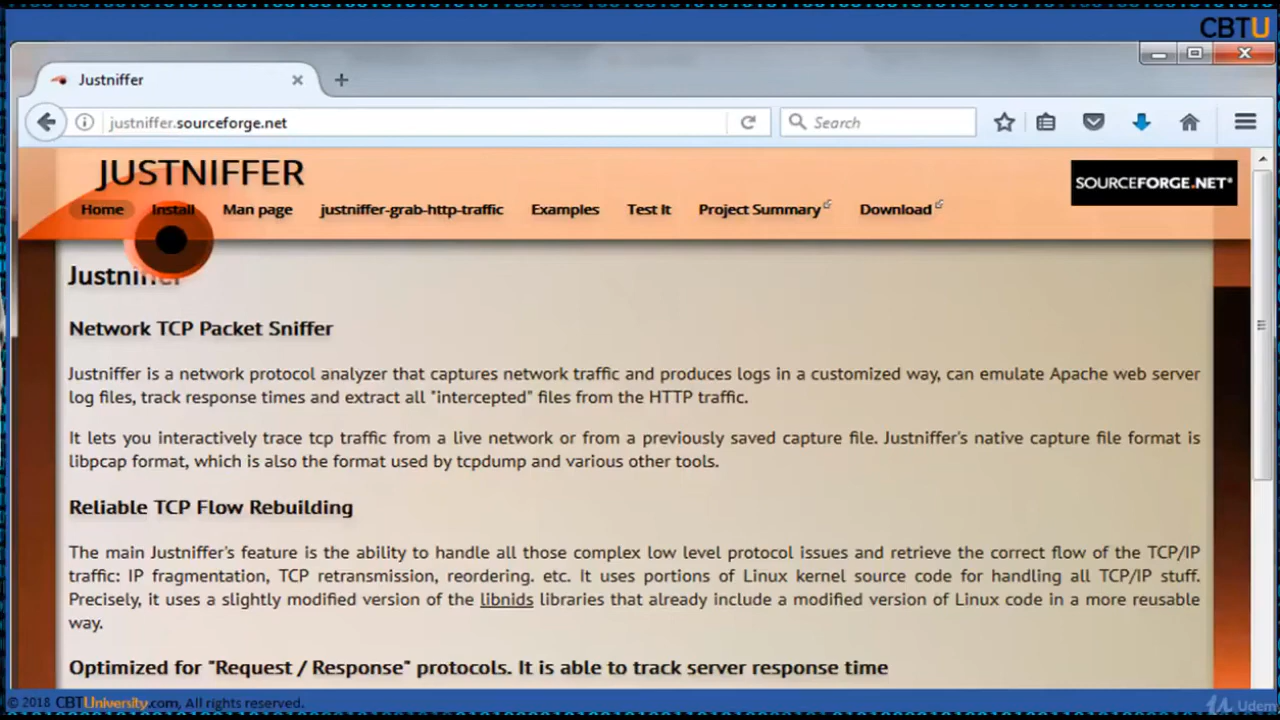 CBTU
Justniffer
justniffer.sourceforge.net
Search
JUSTNIFFER
SOURCEFORGE.NET®
Home Install Man page justniffer-grab-http-traffic Examples Test It Project Summary Download
Justniffer
Network TCP Packet Sniffer
Justniffer is a network protocol analyzer that captures network traffic and produces logs in a customized way, can emulate Apache web server
log files, track response times and extract all "intercepted" files from the HTTP traffic.
It lets you interactively trace tcp traffic from a live network or from a previously saved capture file. Justniffer's native capture file format is
libpcap format, which is also the format used by tcpdump and various other tools.
Reliable TCP Flow Rebuilding
The main Justniffer's feature is the ability to handle all those complex low level protocol issues and retrieve the correct flow of the TCP/IP
traffic: IP fragmentation, TCP retransmission, reordering. etc. It uses portions of Linux kernel source code for handling all TCP/IP stuff.
Precisely, it uses a slightly modified version of the libnids libraries that already include a modified version of Linux code in a more reusable
way.
Optimized for "Request / Response" protocols. It is able to track server response time
© 2018 CBTUniversity.com, All rights reserved.